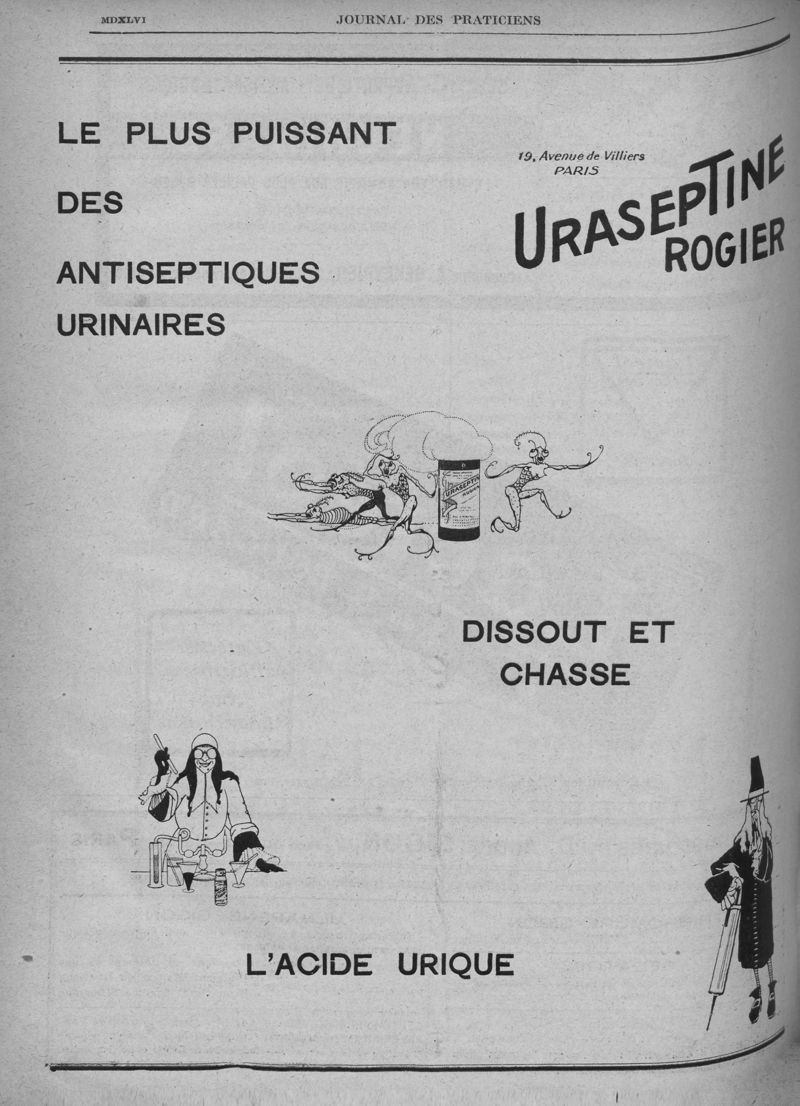 MDXLVI
JOURNAL DES PRATICIENS
LE PLUS PUISSANT
DES
ANTISEPTIQUES
URINAIRES
19, Avenue de Villiers
PARIS
URASEPTINE
ROGIER
URASEPTINE
DISSOUT ET
CHASSE
L'ACIDE URIQUE